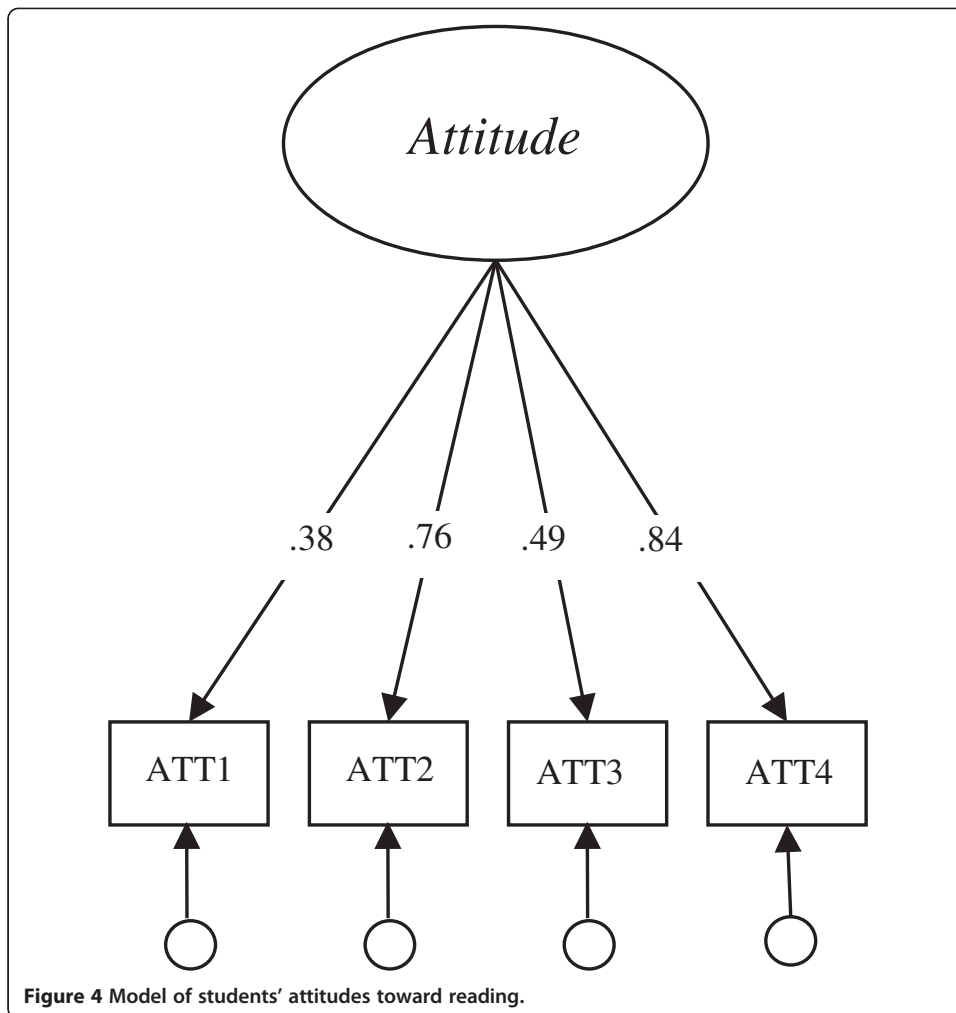 Attitude
.38 .76 .49 .84
ATT1 ATT2 ATT3 ATT4
Figure 4 Model of students’ attitudes toward reading.